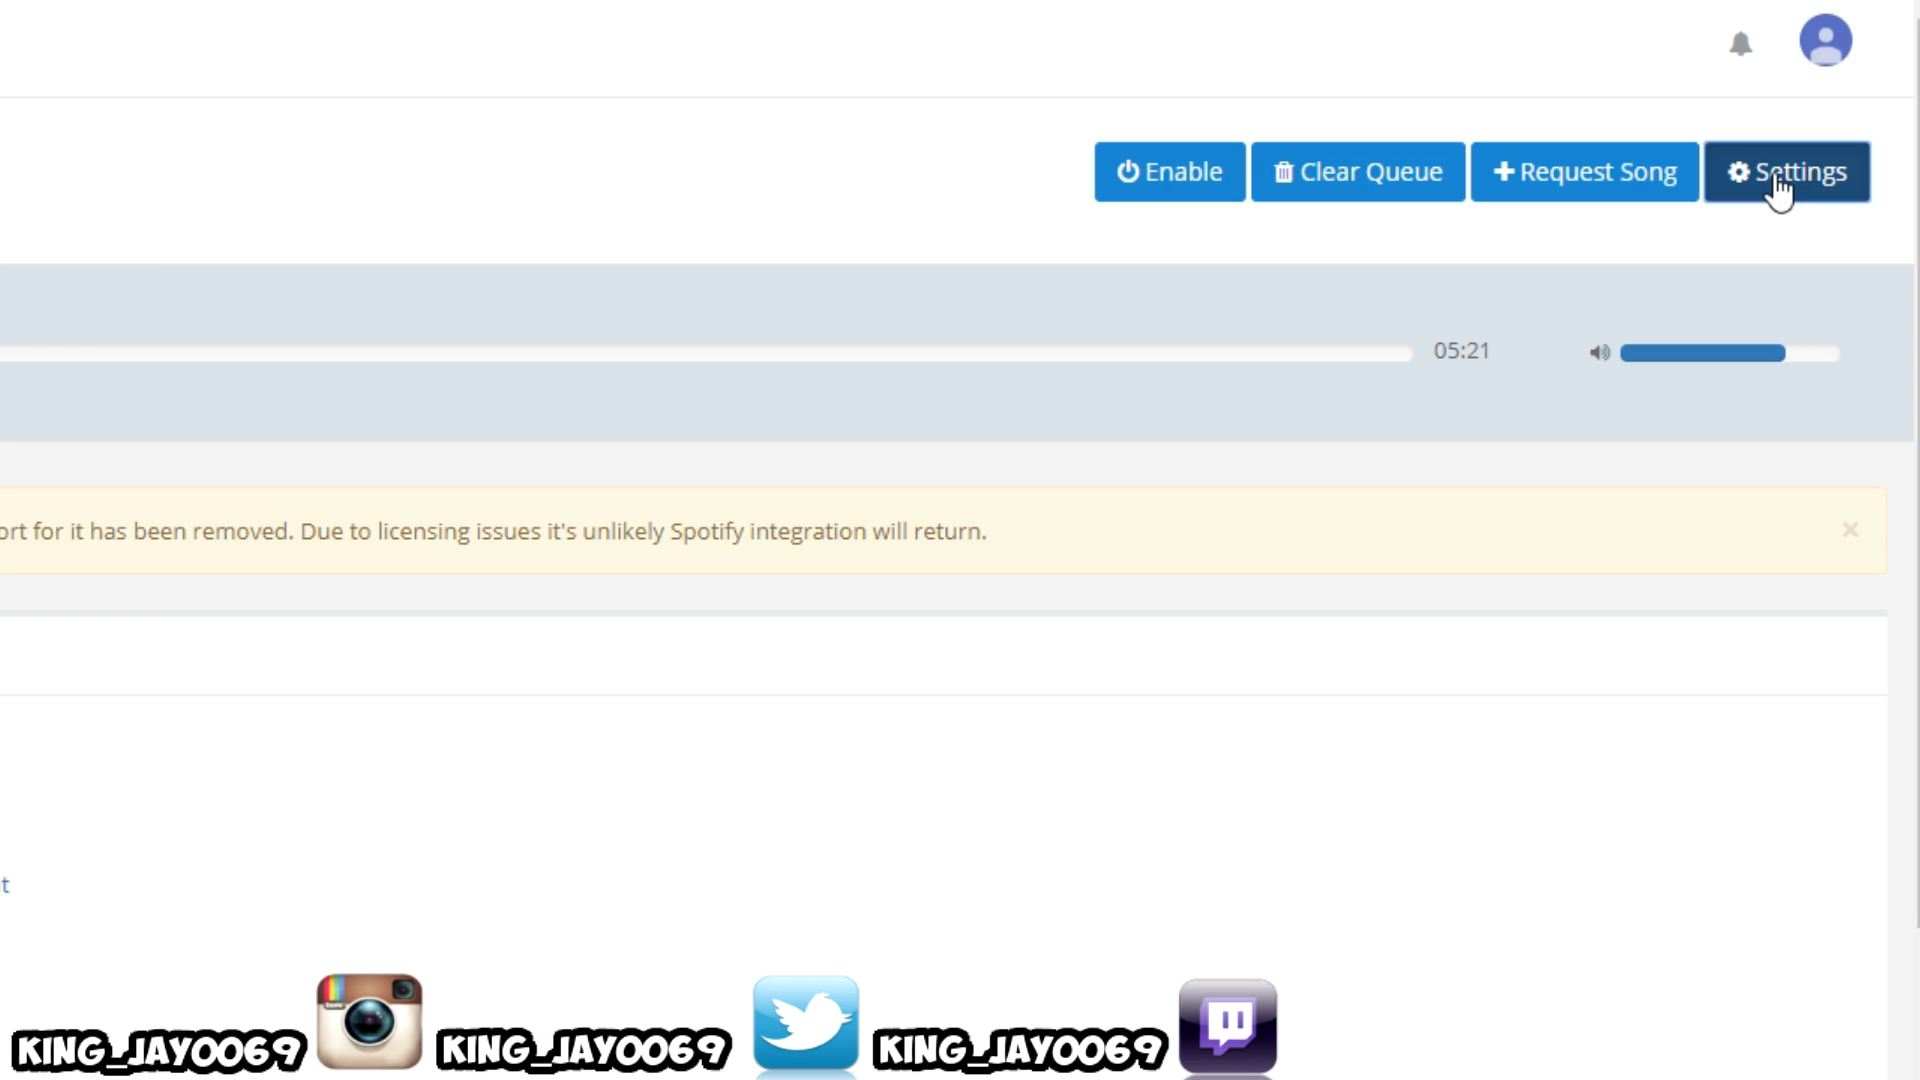 Enable
Clear Queue
Request Song
Settings
05:21
ort for it has been removed. Due to licensing issues it's unlikely Spotify integration will return.
t
KING_JAY0069
KING_JAY0069
KING_JAY0069